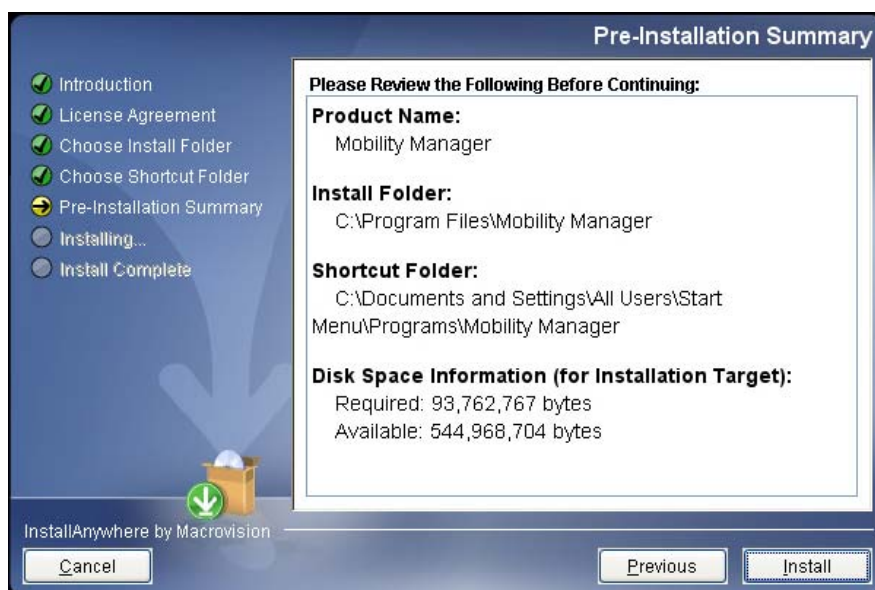 Pre-Installation Summary
Introduction
License Agreement
Choose Install Folder
Choose Shortcut Folder
Pre-Installation Summary
Installing...
Install Complete
Please Review the Following Before Continuing:
Product Name:
Mobility Manager
Install Folder:
C:\Program Files\Mobility Manager
Shortcut Folder:
C:\Documents and Settings\All Users\Start
Menu\Programs\Mobility Manager
Disk Space Information (for Installation Target):
Required: 93,762,767 bytes
Available: 544,968,704 bytes
InstallAnywhere by Macrovision
Cancel
Previous
Install